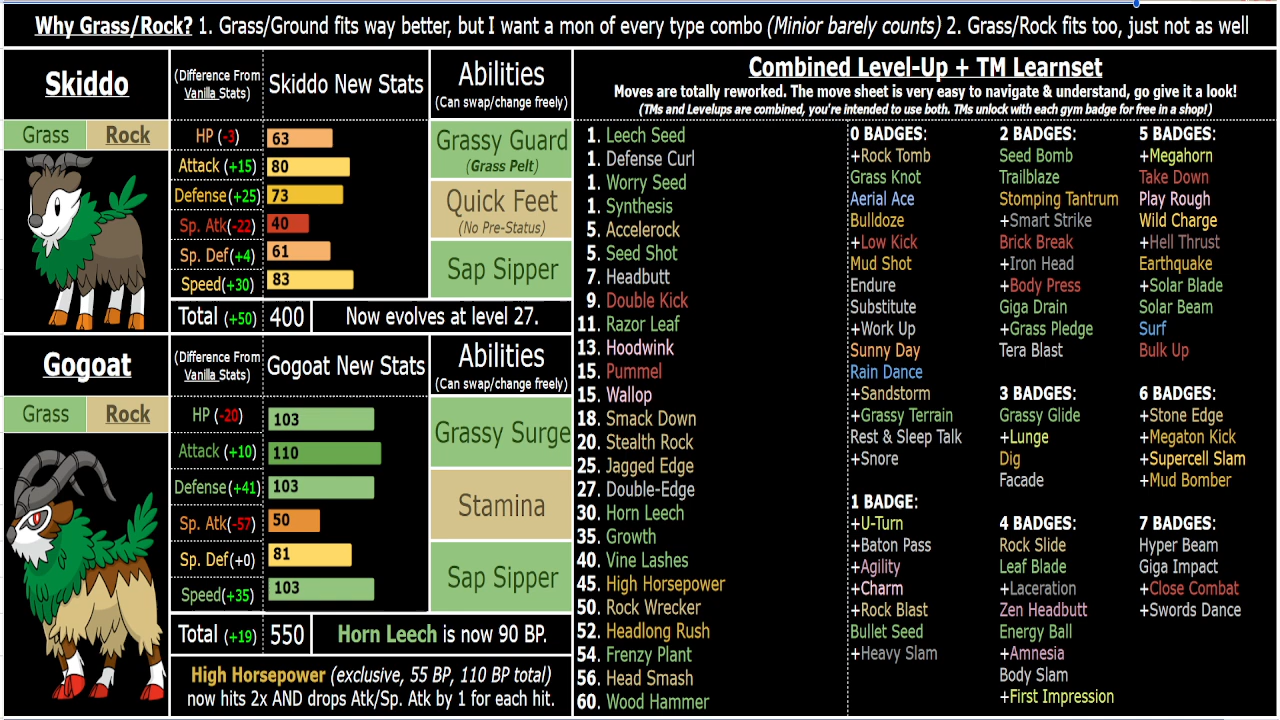 Why Grass/Rock? 1. Grass/Ground fits way better, but I want a mon of every type combo (Minior barely counts) 2. Grass/Rock fits too, just not as well
Skiddo
Grass Rock
(Difference From
Vanilla Stats)
Skiddo New Stats
HP (-3) 63
Attack (+15) 80
Defense (+25) 73
Sp. Atk(-22) 40
Sp. Def(+4) 61
Speed(+30) 83
Total (+50) 400
Now evolves at level 27.
Abilities
(Can swap/change freely)
Grassy Guard
(Grass Pelt)
Quick Feet
(No Pre-Status)
Sap Sipper
Gogoat
Grass Rock
(Difference From
Vanilla Stats)
Gogoat New Stats
HP (-20) 103
Attack (+10) 110
Defense (+41) 103
Sp. Atk(-57) 50
Sp. Def(+0) 81
Speed(+35) 103
Total (+19) 550
Horn Leech is now 90 BP.
Abilities
(Can swap/change freely)
Grassy Surge
Stamina
Sap Sipper
High Horsepower (exclusive, 55 BP, 110 BP total)
now hits 2x AND drops Atk/Sp. Atk by 1 for each hit.
Combined Level-Up + TM Learnset
Moves are totally reworked. The move sheet is very easy to navigate & understand, go give it a look!
(TMs and Levelups are combined, you're intended to use both. TMs unlock with each gym badge for free in a shop!)
1. Leech Seed
1. Defense Curl
1. Worry Seed
1. Synthesis
5. Accelerock
5. Seed Shot
7. Headbutt
9. Double Kick
11. Razor Leaf
13. Hoodwink
15. Pummel
15. Wallop
18. Smack Down
20. Stealth Rock
25. Jagged Edge
27. Double-Edge
30. Horn Leech
35. Growth
40. Vine Lashes
45. High Horsepower
50. Rock Wrecker
52. Headlong Rush
54. Frenzy Plant
56. Head Smash
60. Wood Hammer
0 BADGES:
+Rock Tomb
Grass Knot
Aerial Ace
Bulldoze
+Low Kick
Mud Shot
Endure
Substitute
+Work Up
Sunny Day
Rain Dance
+Sandstorm
+Grassy Terrain
Rest & Sleep Talk
+Snore
1 BADGE:
+U-Turn
+Baton Pass
+Agility
+Charm
+Rock Blast
Bullet Seed
+Heavy Slam
2 BADGES:
Seed Bomb
Trailblaze
Stomping Tantrum
+Smart Strike
Brick Break
+Iron Head
+Body Press
Giga Drain
+Grass Pledge
Tera Blast
3 BADGES:
Grassy Glide
+Lunge
Dig
Facade
4 BADGES:
Rock Slide
Leaf Blade
+Laceration
Zen Headbutt
Energy Ball
+Amnesia
Body Slam
+First Impression
5 BADGES:
+Megahorn
Take Down
Play Rough
Wild Charge
+Hell Thrust
Earthquake
+Solar Blade
Solar Beam
Surf
Bulk Up
6 BADGES:
+Stone Edge
+Megaton Kick
+Supercell Slam
+Mud Bomber
7 BADGES:
Hyper Beam
Giga Impact
+Close Combat
+Swords Dance